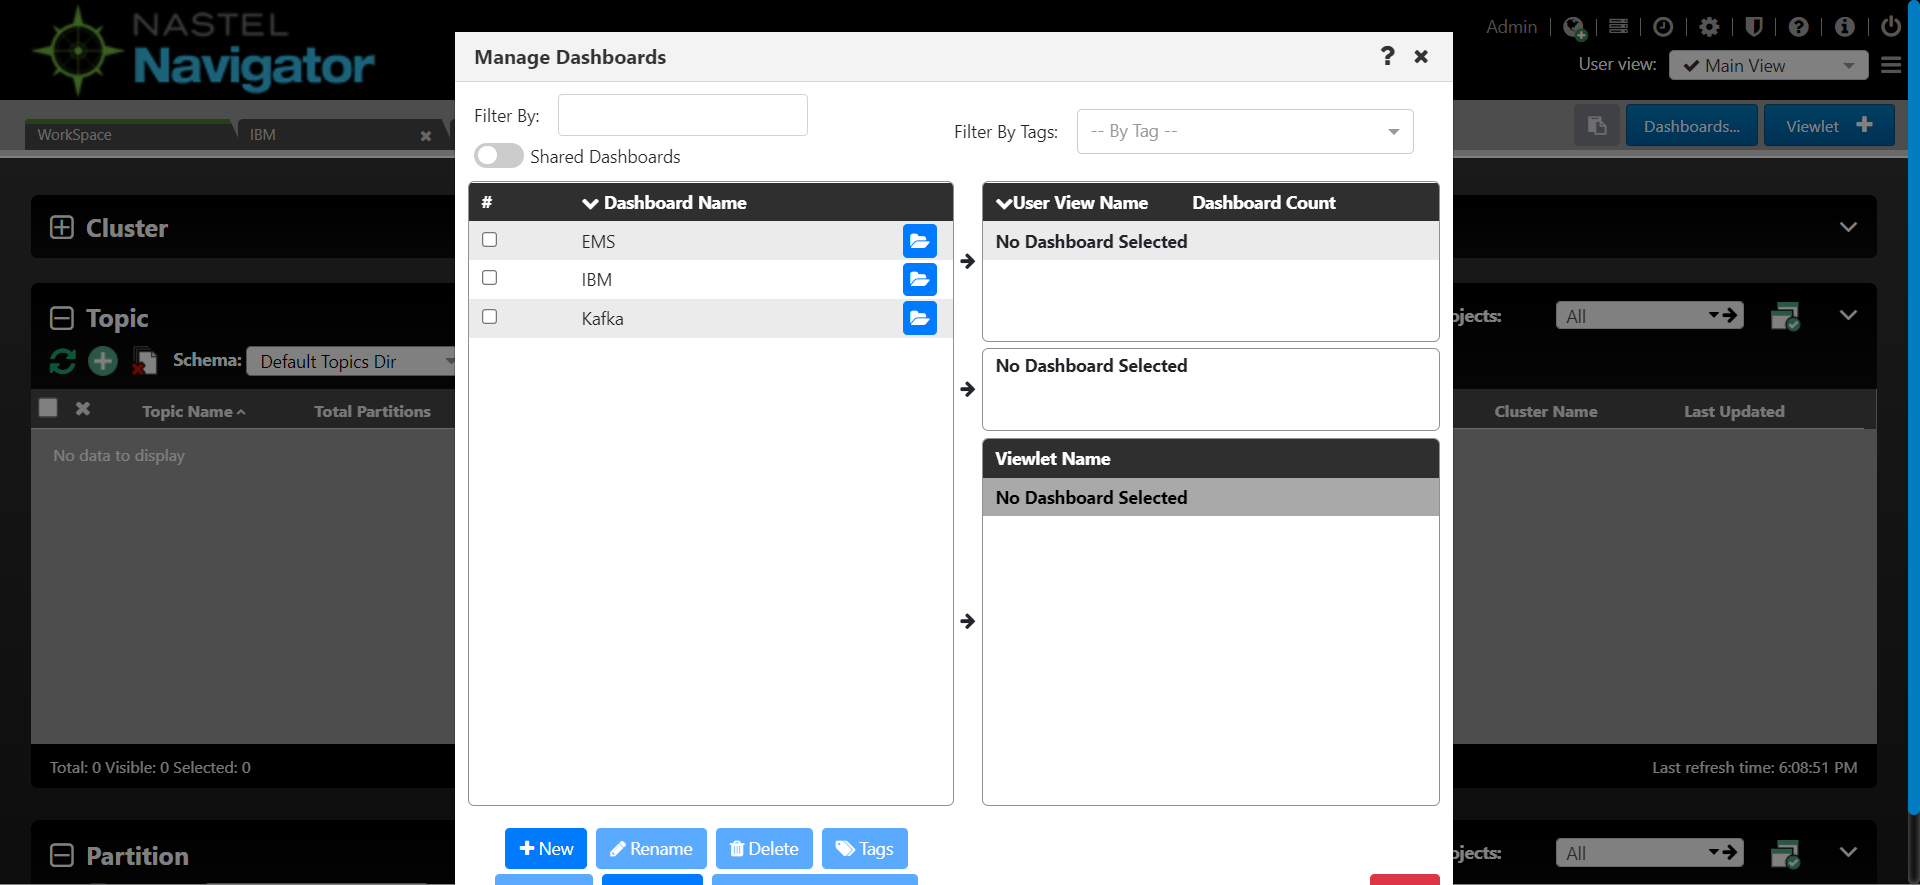 NASTEL
Navigator
Admin
User view:
Main View
WorkSpace
IBM
Dashboards...
Viewlet
Manage Dashboards
Filter By:
Filter By Tags:
-- By Tag --
Shared Dashboards
# Dashboard Name
EMS
IBM
Kafka
User View Name Dashboard Count
No Dashboard Selected
No Dashboard Selected
Viewlet Name
No Dashboard Selected
New
Rename
Delete
Tags
Cluster
Topic
Schema:
Default Topics Dir
All
Topic Name
Total Partitions
Cluster Name
Last Updated
No data to display
Total: 0 Visible: 0 Selected: 0
Last refresh time: 6:08:51 PM
Partition
All